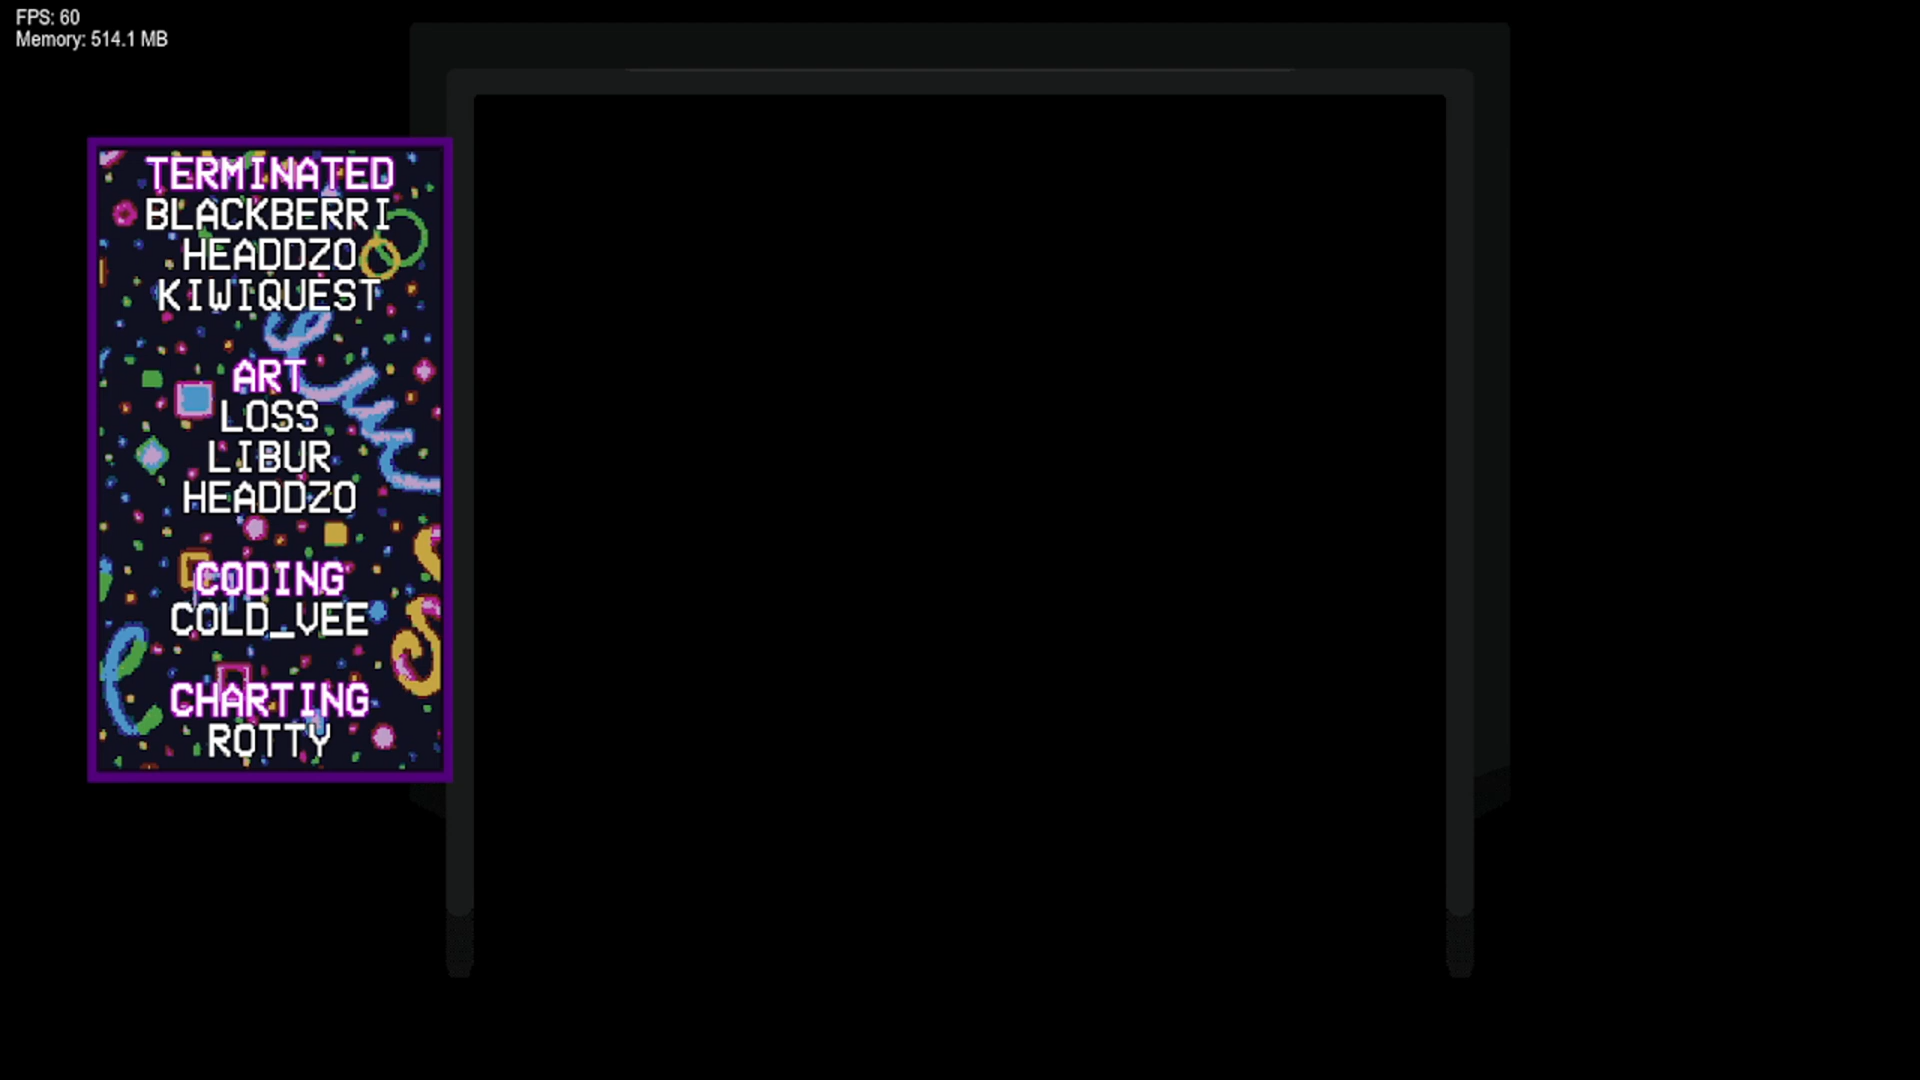 FPS: 60
Memory: 514.1 MB
TERMINATED
BLACKBERRI
HEADDZO
KIWIQUEST
ART
LOSS
LIBUR
HEADDZO
CODING
COLD_VEE
CHARTING
ROTTY